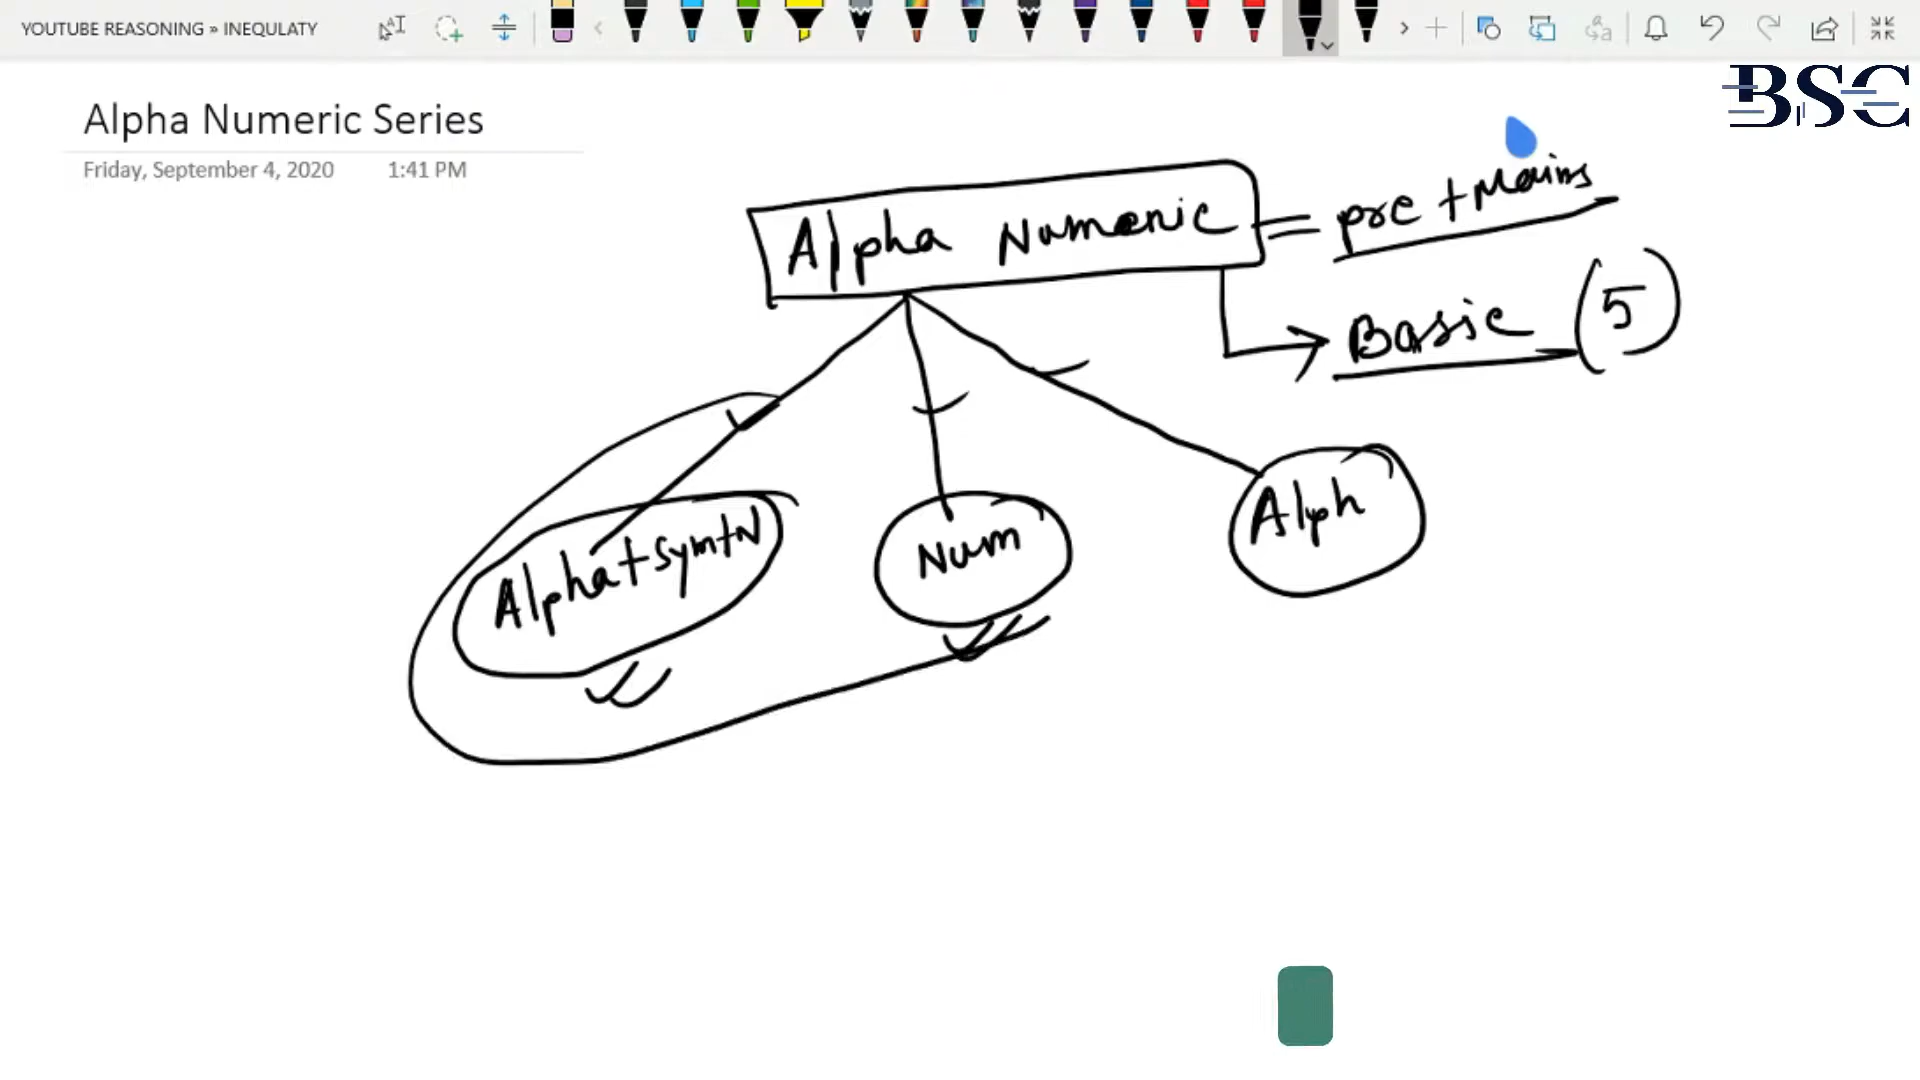 YOUTUBE REASONING » INEQULATY
BSC
Alpha Numeric Series
Friday, September 4, 2020 1:41 PM
Alpha Numeric = pre + Mains
Basic (5)
Alpha + Sym + N
Num
Alph